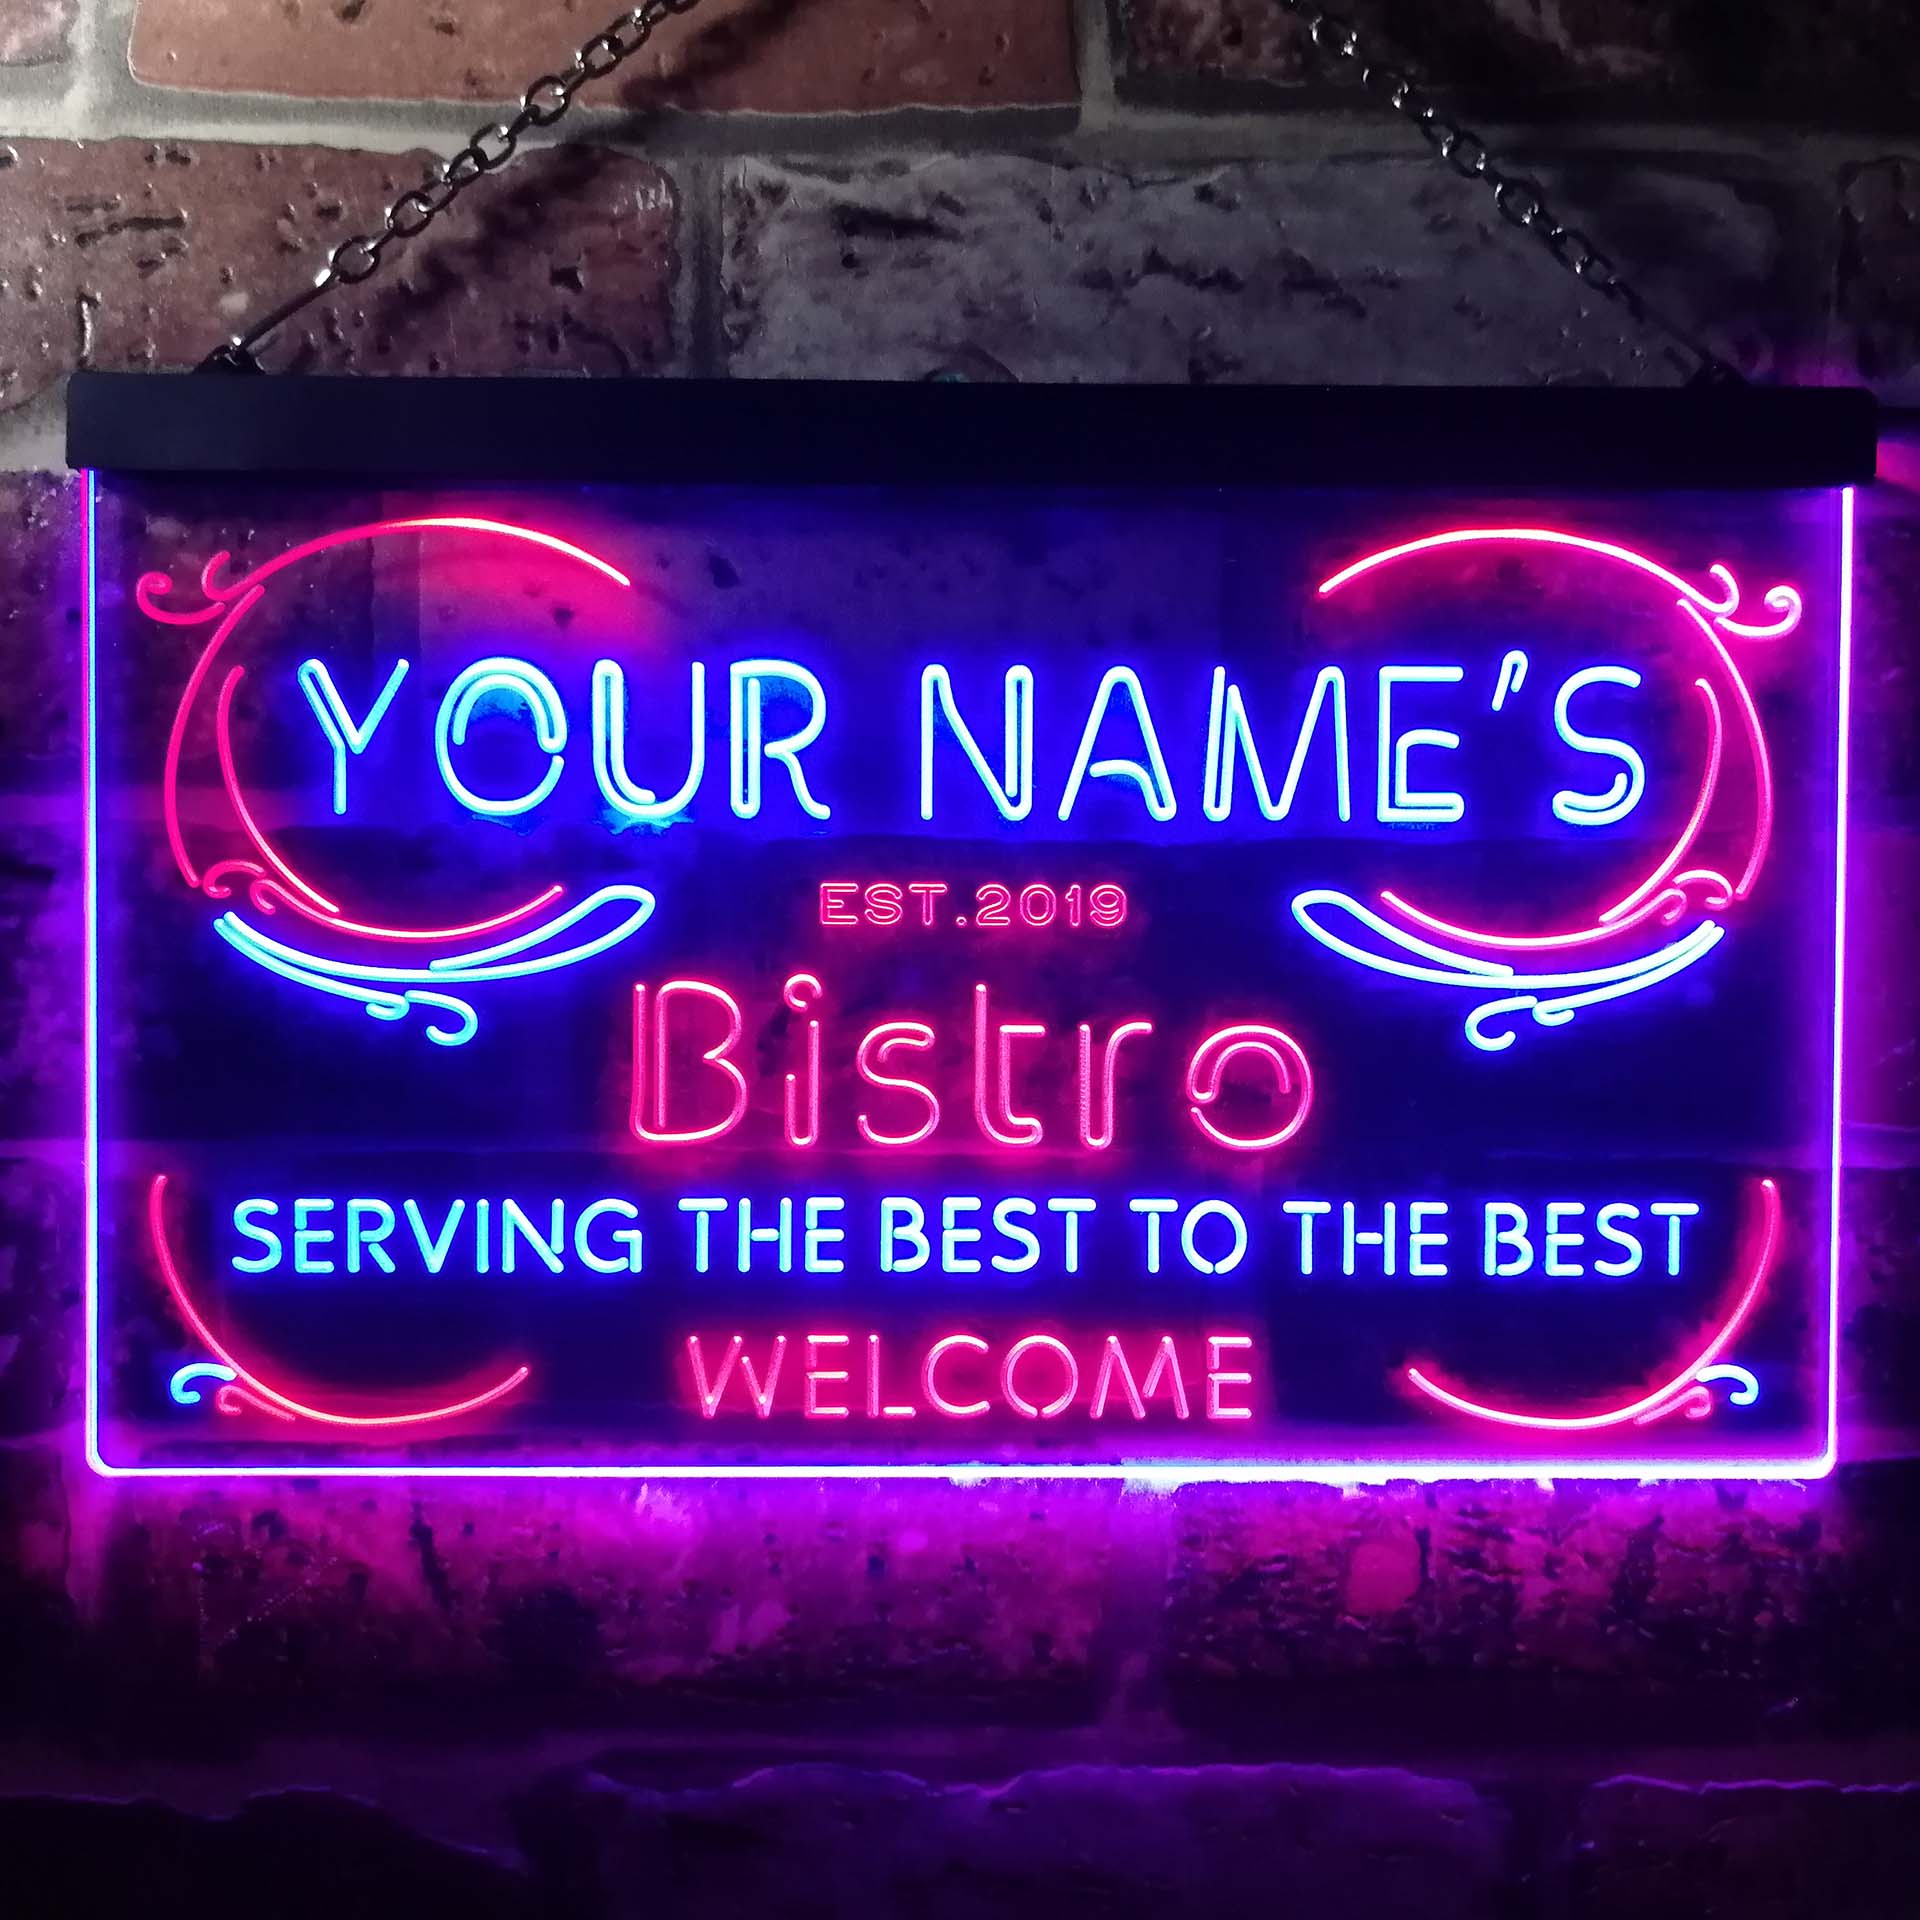 YOUR NAME'S
EST.2019
Bistro
SERVING THE BEST TO THE BEST
WELCOME